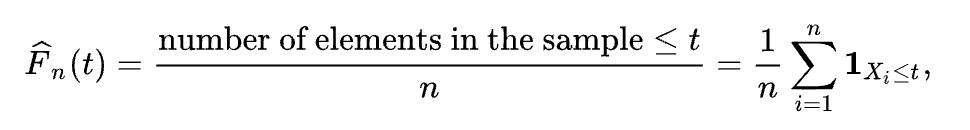 F̂ₙ(t) = (number of elements in the sample ≤ t) / n = (1/n) ∑ᵢ₌₁ⁿ 𝟏_{Xᵢ≤t},